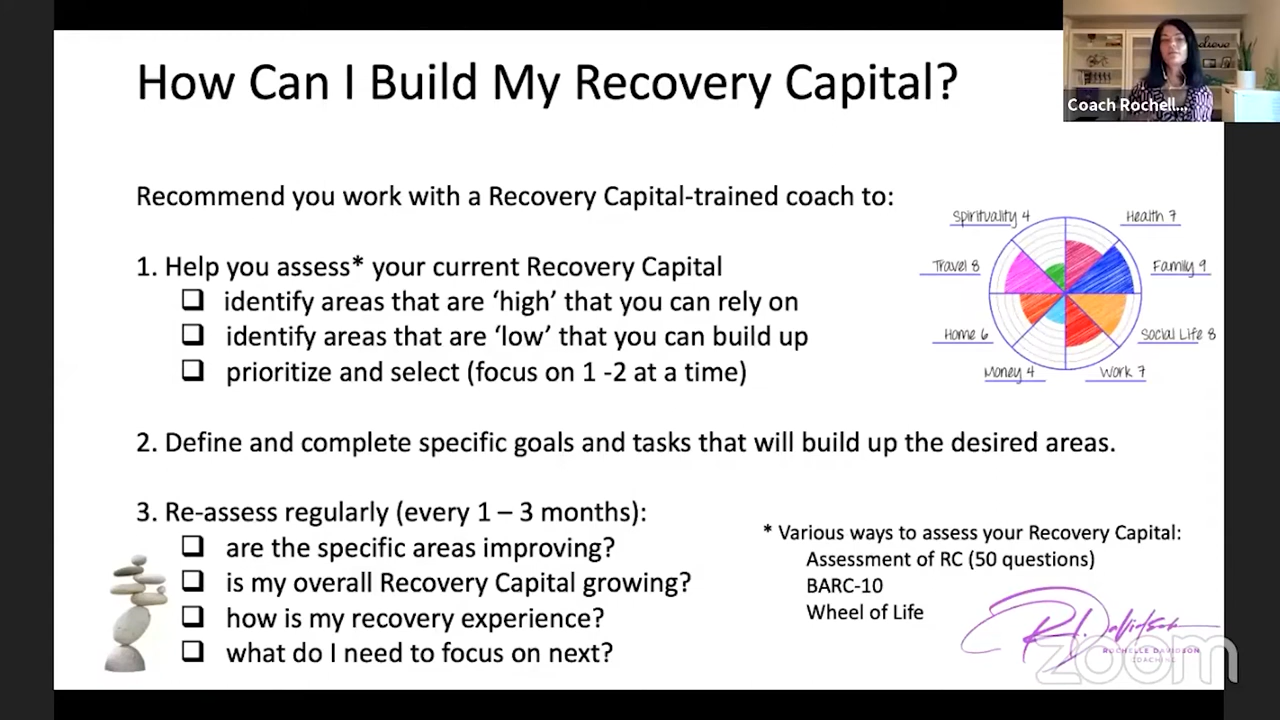 How Can I Build My Recovery Capital?
Coach Rochell...
Recommend you work with a Recovery Capital-trained coach to:
1. Help you assess* your current Recovery Capital
❑ identify areas that are 'high' that you can rely on
❑ identify areas that are 'low' that you can build up
❑ prioritize and select (focus on 1 -2 at a time)
Spirituality 4
Health 7
Travel 8
Family 9
Home 6
Social Life 8
Money 4
Work 7
2. Define and complete specific goals and tasks that will build up the desired areas.
3. Re-assess regularly (every 1 – 3 months):
❑ are the specific areas improving?
❑ is my overall Recovery Capital growing?
❑ how is my recovery experience?
❑ what do I need to focus on next?
* Various ways to assess your Recovery Capital:
Assessment of RC (50 questions)
BARC-10
Wheel of Life
R Davidson
ROCHELLE DAVIDSON
COACHING
zoom